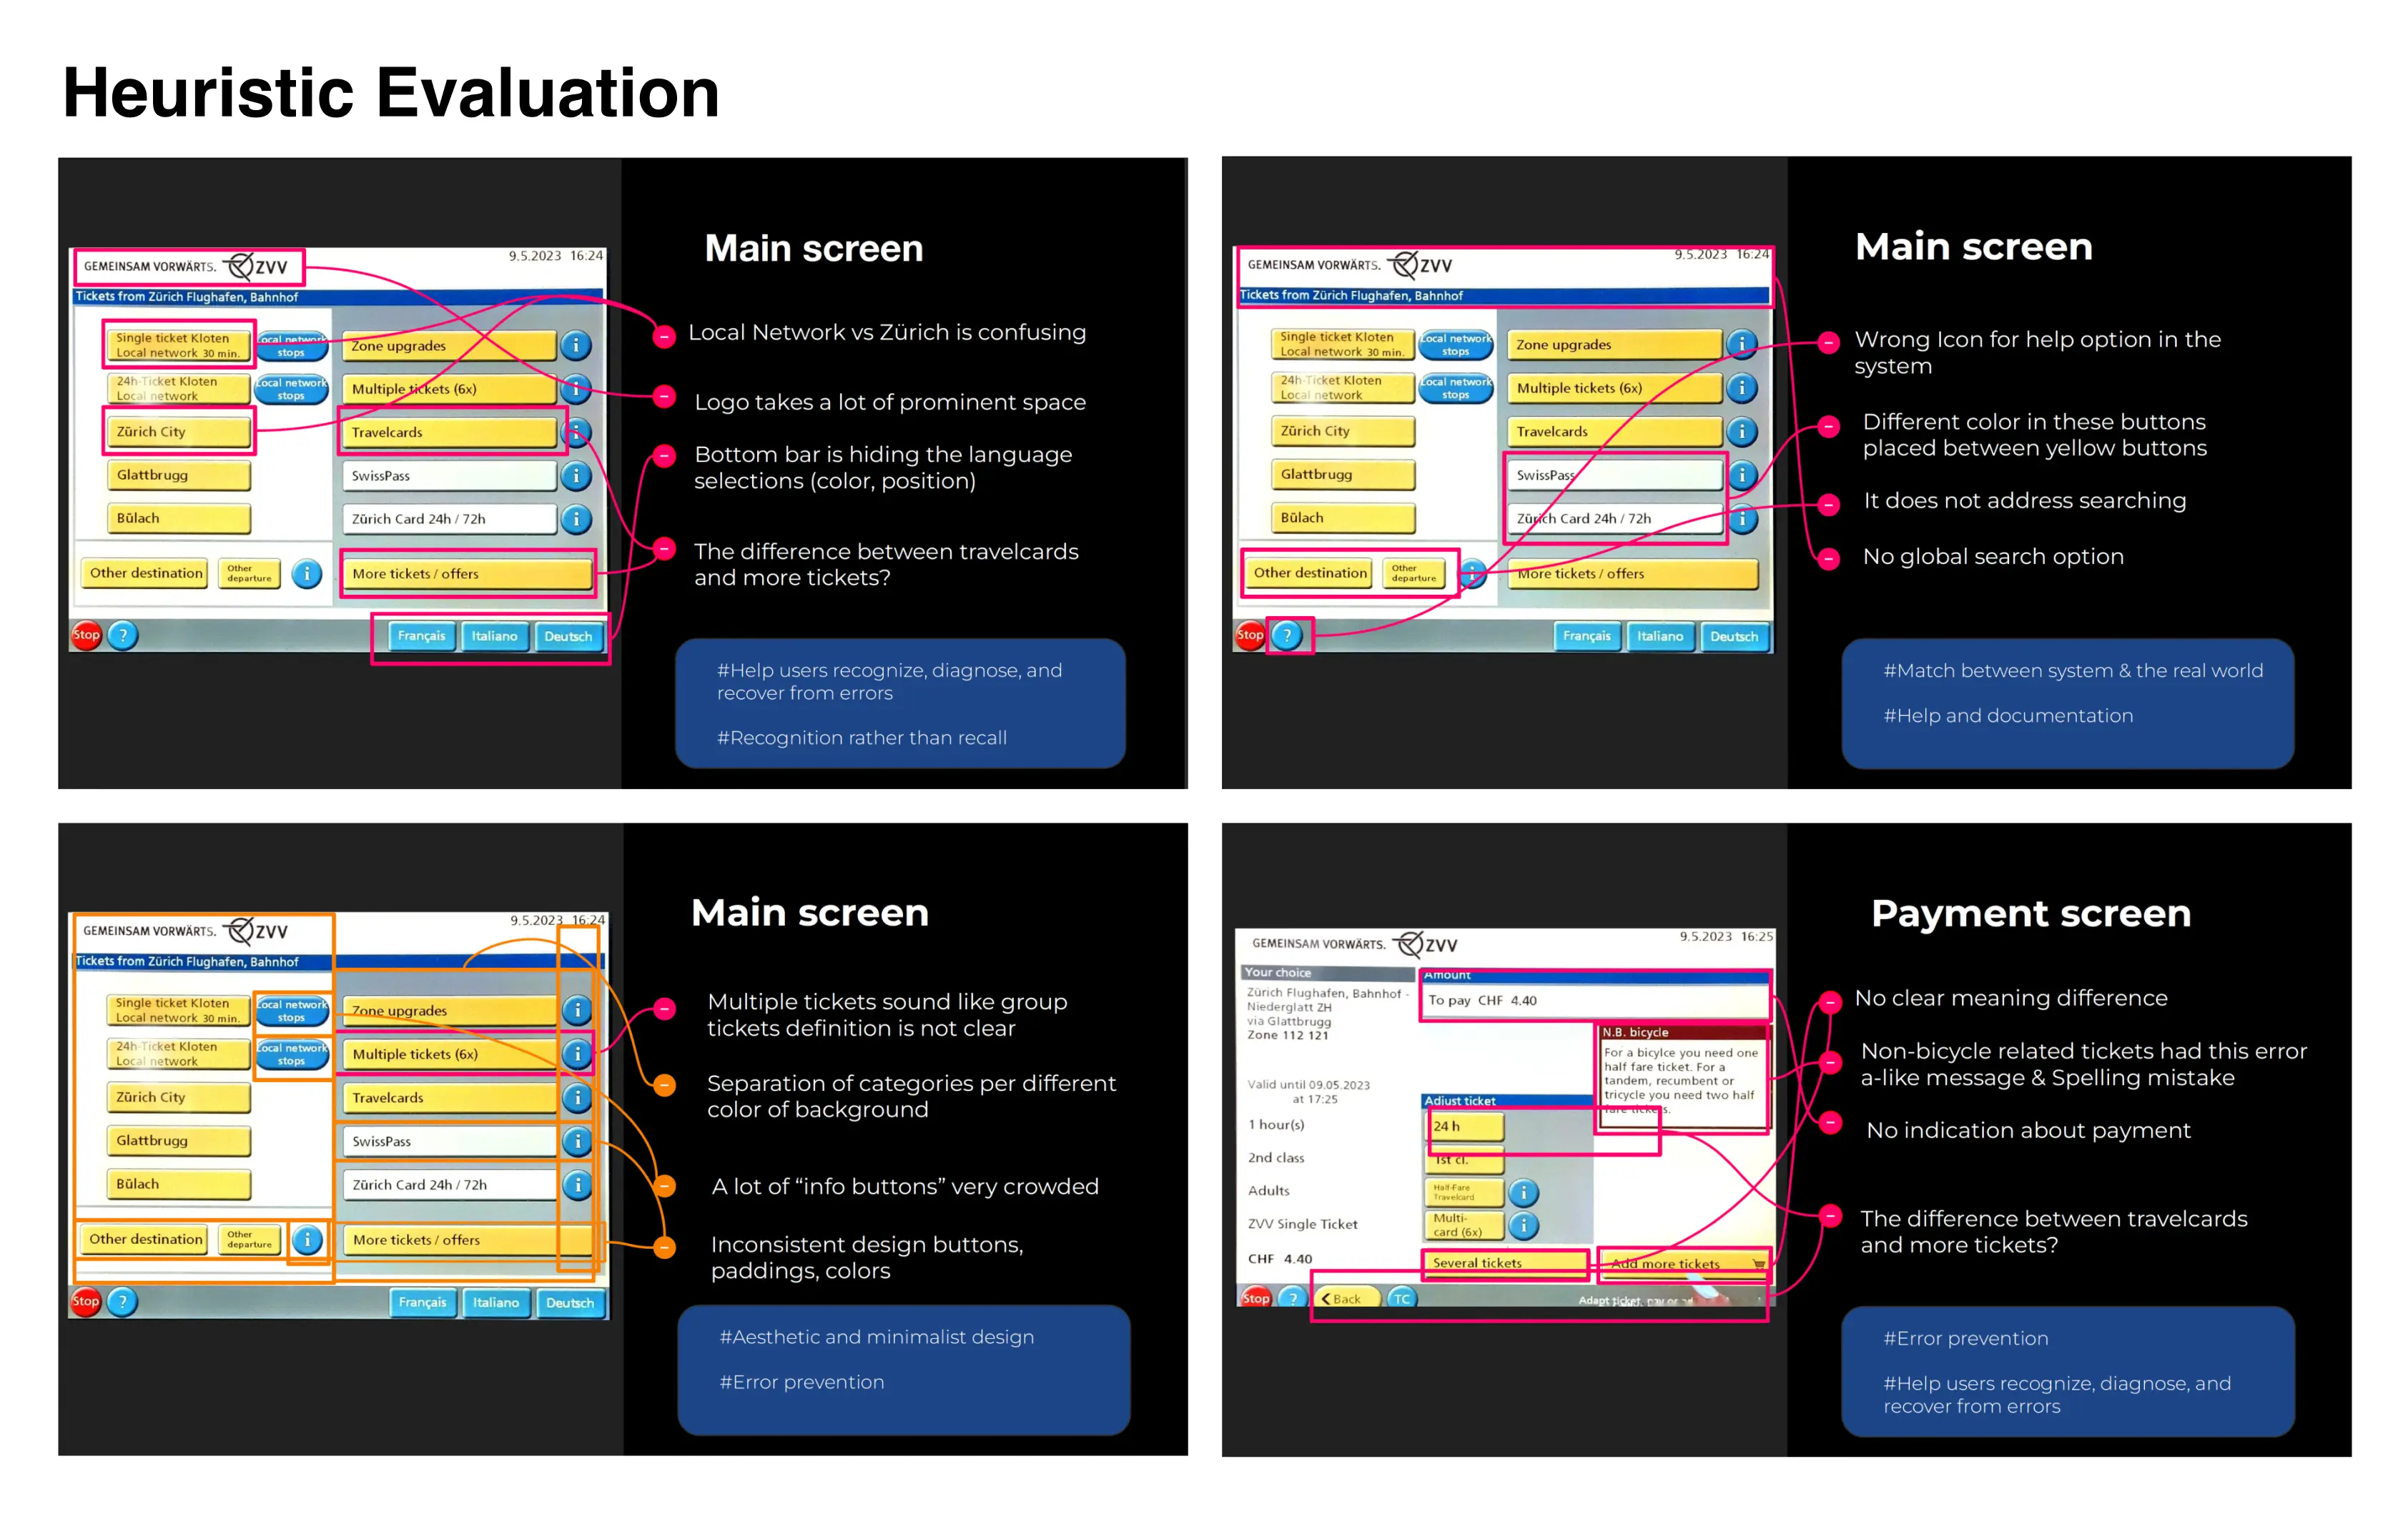 Heuristic Evaluation
GEMEINSAM VORWÄRTS. ZVV
9.5.2023 16:24
Tickets from Zürich Flughafen, Bahnhof
Single ticket Kloten
Local network 30 min.
Local network
stops
Zone upgrades
i
24h-Ticket Kloten
Local network
Local network
stops
Multiple tickets (6x)
i
Zürich City
Travelcards
i
Glattbrugg
SwissPass
i
Bülach
Zürich Card 24h / 72h
i
Other destination
Other
departure
i
More tickets / offers
Stop
?
Français
Italiano
Deutsch
Main screen
Local Network vs Zürich is confusing
Logo takes a lot of prominent space
Bottom bar is hiding the language
selections (color, position)
The difference between travelcards
and more tickets?
#Help users recognize, diagnose, and
recover from errors
#Recognition rather than recall
GEMEINSAM VORWÄRTS. ZVV
9.5.2023 16:24
Tickets from Zürich Flughafen, Bahnhof
Single ticket Kloten
Local network 30 min.
Local network
stops
Zone upgrades
i
24h-Ticket Kloten
Local network
Local network
stops
Multiple tickets (6x)
i
Zürich City
Travelcards
i
Glattbrugg
SwissPass
i
Bülach
Zürich Card 24h / 72h
i
Other destination
Other
departure
i
More tickets / offers
Stop
?
Français
Italiano
Deutsch
Main screen
Wrong Icon for help option in the
system
Different color in these buttons
placed between yellow buttons
It does not address searching
No global search option
#Match between system & the real world
#Help and documentation
GEMEINSAM VORWÄRTS. ZVV
9.5.2023 16:24
Tickets from Zürich Flughafen, Bahnhof
Single ticket Kloten
Local network 30 min.
Local network
stops
Zone upgrades
i
24h-Ticket Kloten
Local network
Local network
stops
Multiple tickets (6x)
i
Zürich City
Travelcards
i
Glattbrugg
SwissPass
i
Bülach
Zürich Card 24h / 72h
i
Other destination
Other
departure
i
More tickets / offers
Stop
?
Français
Italiano
Deutsch
Main screen
Multiple tickets sound like group
tickets definition is not clear
Separation of categories per different
color of background
A lot of “info buttons” very crowded
Inconsistent design buttons,
paddings, colors
#Aesthetic and minimalist design
#Error prevention
GEMEINSAM VORWÄRTS. ZVV
9.5.2023 16:25
Your choice
Zürich Flughafen, Bahnhof -
Niederglatt ZH
via Glattbrugg
Zone 112 121
Valid until 09.05.2023
at 17:25
1 hour(s)
2nd class
Adults
ZVV Single Ticket
CHF 4.40
Amount
To pay CHF 4.40
N.B. bicycle
For a bicylce you need one
half fare ticket. For a
tandem, recumbent or
tricycle you need two half
fare tickets.
Adjust ticket
24 h
1st cl.
Half-Fare
Travelcard
i
Multi-
card (6x)
i
Several tickets
Add more tickets
Stop
?
Back
TC
Adapt ticket, pay or
Payment screen
No clear meaning difference
Non-bicycle related tickets had this error
a-like message & Spelling mistake
No indication about payment
The difference between travelcards
and more tickets?
#Error prevention
#Help users recognize, diagnose, and
recover from errors